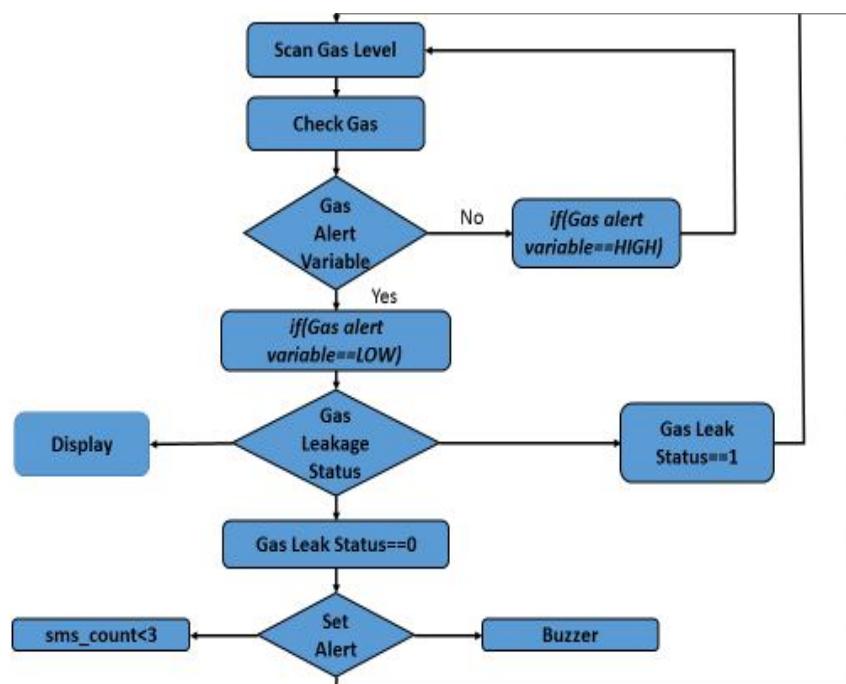 Scan Gas Level
Check Gas
Gas
Alert
Variable
No
if(Gas alert
variable==HIGH)
Yes
if(Gas alert
variable==LOW)
Display
Gas
Leakage
Status
Gas Leak
Status==1
Gas Leak Status==0
sms_count<3
Set
Alert
Buzzer